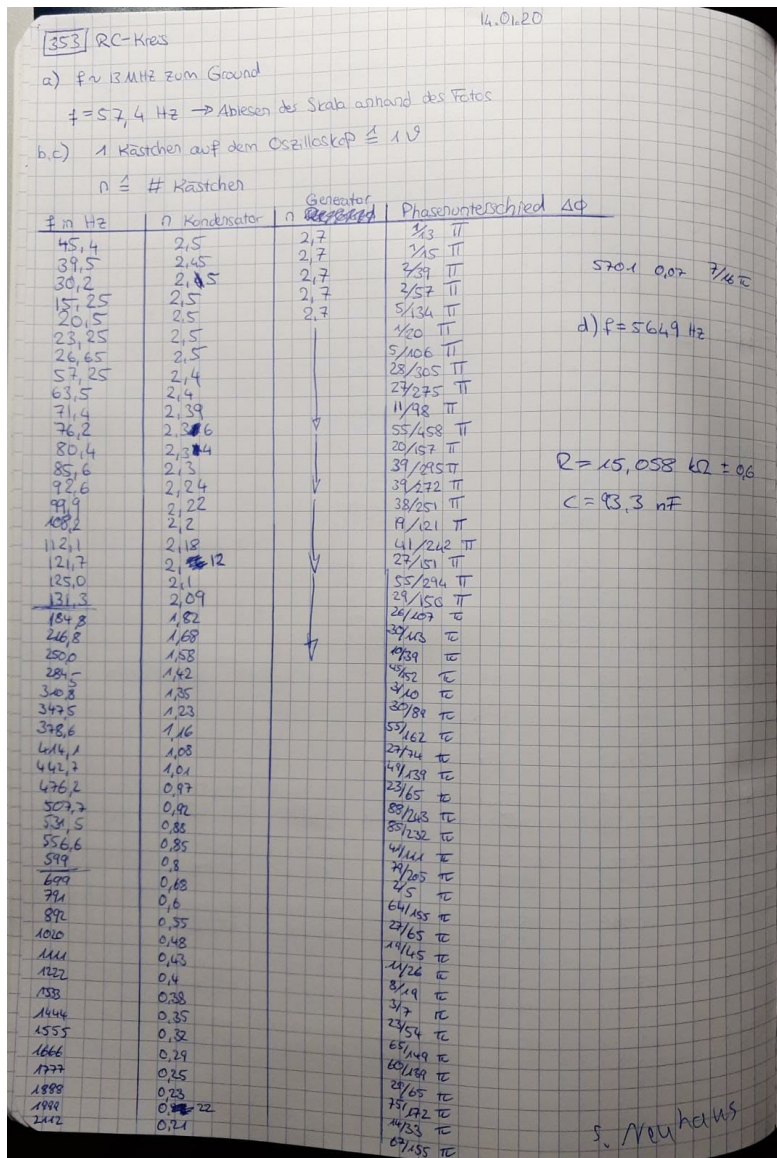 14.01.20
353 RC-Kreis
a) f ~ 13 MHz zum Ground
f = 57,4 Hz → Ablesen der Skala anhand des Fotos
b,c) 1 Kästchen auf dem Oszilloskop ≙ 1 V
n ≙ # Kästchen
f in Hz n Kondensator n Gereator Phasenunterschied Δϕ
45,4 2,5 2,7 1/13 π
39,5 2,45 2,7 1/15 π
30,2 2,5 2,7 2/39 π
15,25 2,5 2,7 2/57 π
20,5 2,5 2,7 5/134 π
23,25 2,5 1/20 π
26,65 2,5 5/106 π
57,25 2,4 28/305 π
63,5 2,4 27/275 π
71,4 2,39 11/98 π
76,2 2,36 55/458 π
80,4 2,34 20/157 π
85,6 2,3 39/295 π
92,6 2,24 39/272 π
99,9 2,22 38/251 π
108,2 2,2 19/121 π
112,1 2,18 41/242 π
121,7 2,12 27/151 π
125,0 2,1 55/294 π
131,3 2,09 29/150 π
184,8 1,82 26/107 π
216,8 1,68 30/113 π
250,0 1,58 10/39 π
284,5 1,42 45/152 π
310,8 1,35 3/10 π
347,5 1,23 30/89 π
378,6 1,16 55/162 π
414,1 1,08 27/74 π
442,7 1,01 49/139 π
476,2 0,97 23/65 π
507,7 0,92 88/243 π
531,5 0,88 85/232 π
556,6 0,85 41/111 π
599 0,8 79/205 π
699 0,68 2/5 π
791 0,6 64/155 π
892 0,55 27/65 π
1020 0,48 19/45 π
1111 0,43 11/26 π
1222 0,4 8/19 π
1333 0,38 3/7 π
1444 0,35 23/54 π
1555 0,32 65/149 π
1666 0,29 60/139 π
1777 0,25 29/65 π
1888 0,23 75/172 π
1999 0,22 14/33 π
2112 0,21 67/155 π
5701 0,07 7/16 π
d) f = 5649 Hz
R = 15,058 kΩ ± 0,6
C = 93,3 nF
S. Neuhaus